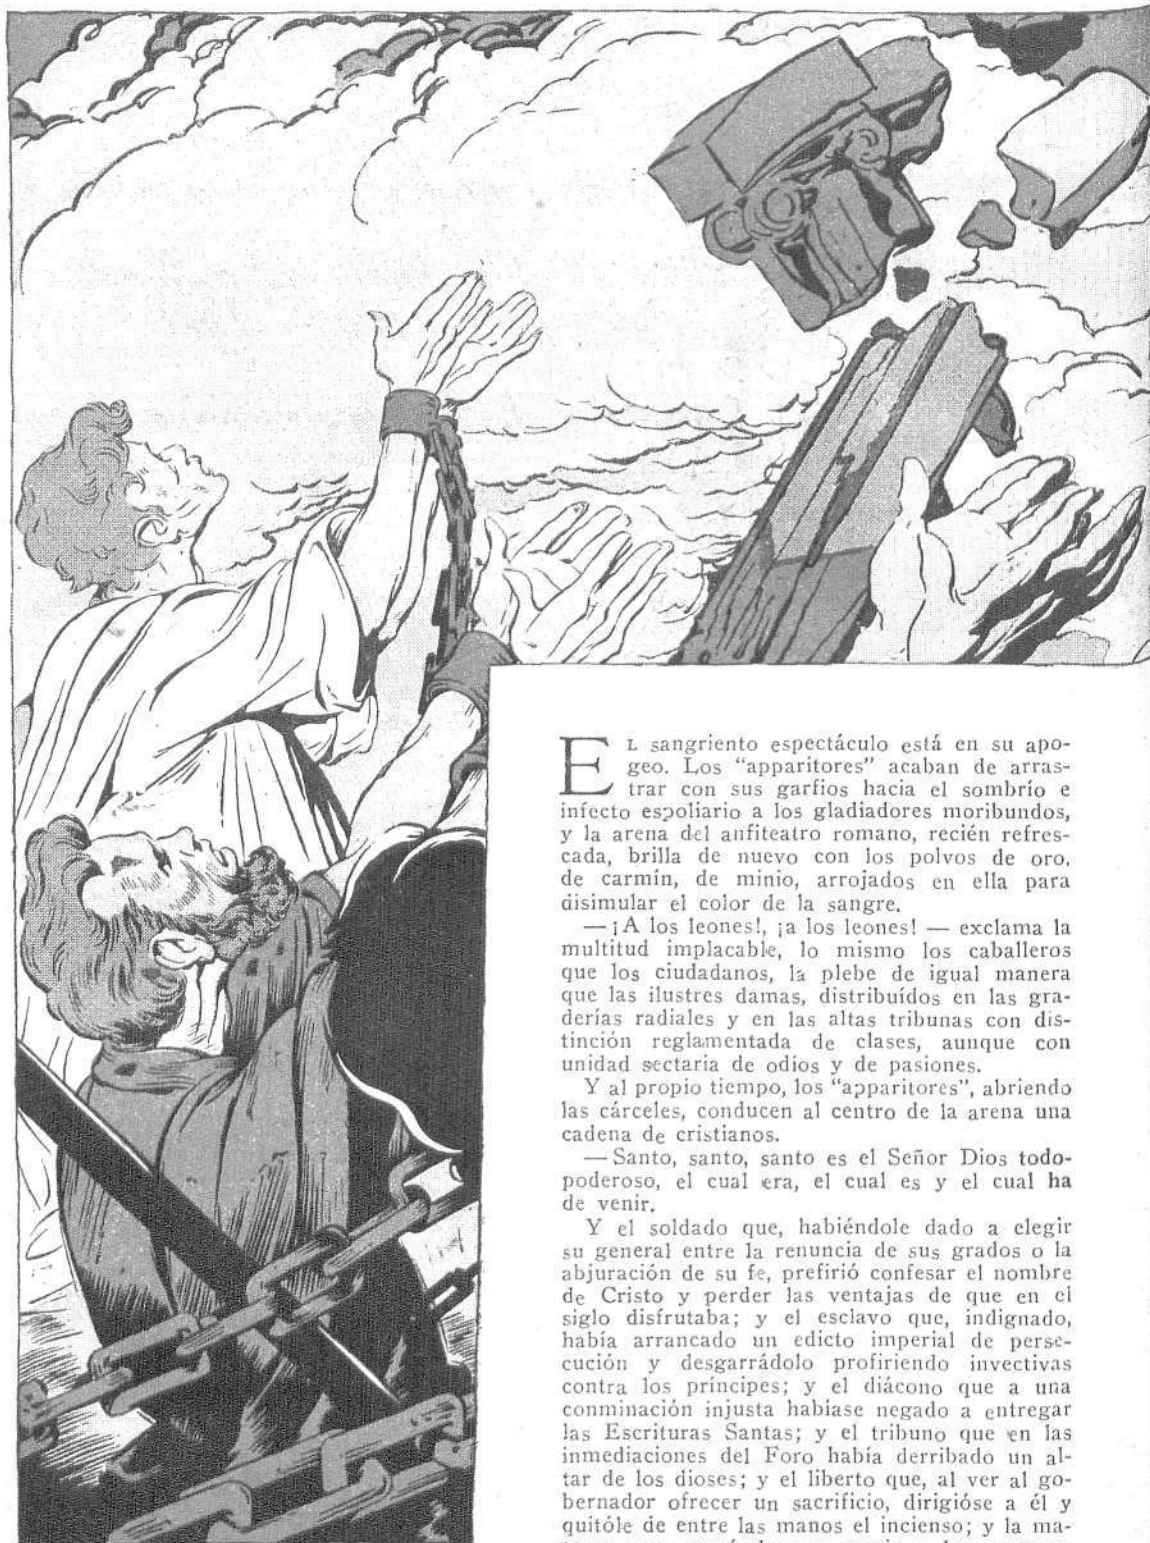 EL sangriento espectáculo está en su apo-
geo. Los "apparitores" acaban de arras-
trar con sus garfios hacia el sombrío e
infecto espoliario a los gladiadores moribundos,
y la arena del anfiteatro romano, recién refres-
cada, brilla de nuevo con los polvos de oro,
de carmín, de minio, arrojados en ella para
disimular el color de la sangre.
— ¡A los leones!, ¡a los leones! — exclama la
multitud implacable, lo mismo los caballeros
que los ciudadanos, la plebe de igual manera
que las ilustres damas, distribuídos en las gra-
derías radiales y en las altas tribunas con dis-
tinción reglamentada de clases, aunque con
unidad sectaria de odios y de pasiones.
Y al propio tiempo, los "apparitores", abriendo
las cárceles, conducen al centro de la arena una
cadena de cristianos.
— Santo, santo, santo es el Señor Dios todo-
poderoso, el cual era, el cual es y el cual ha
de venir.
Y el soldado que, habiéndole dado a elegir
su general entre la renuncia de sus grados o la
abjuración de su fe, prefirió confesar el nombre
de Cristo y perder las ventajas de que en el
siglo disfrutaba; y el esclavo que, indignado,
había arrancado un edicto imperial de perse-
cución y desgarrádolo profiriendo invectivas
contra los príncipes; y el diácono que a una
conminación injusta habíase negado a entregar
las Escrituras Santas; y el tribuno que en las
inmediaciones del Foro había derribado un al-
tar de los dioses; y el liberto que, al ver al go-
bernador ofrecer un sacrificio, dirigióse a él y
quitóle de entre las manos el incienso; y la ma-